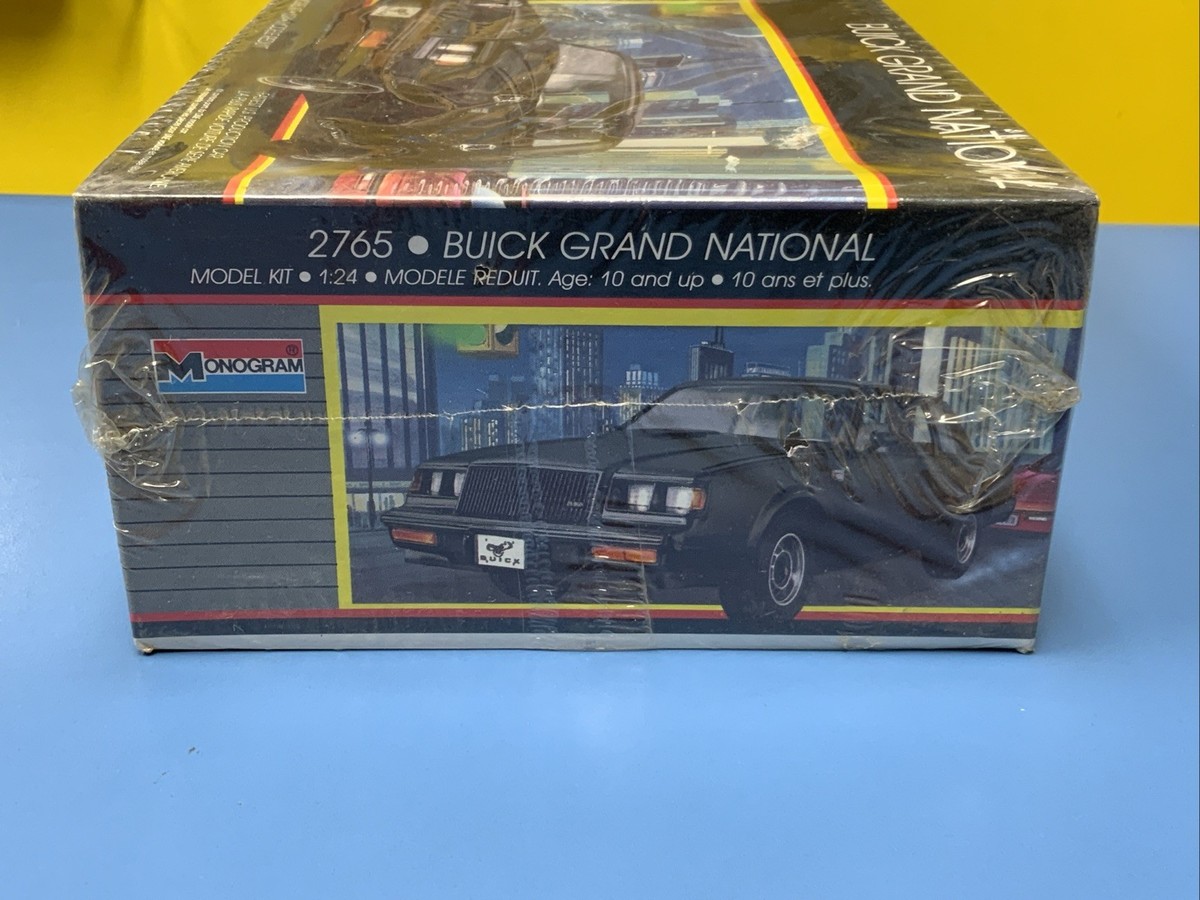 BUICK GRAND NATIONAL
2765 • BUICK GRAND NATIONAL
MODEL KIT • 1:24 • MODELE REDUIT. Age: 10 and up • 10 ans et plus.
MONOGRAM®
BUICK